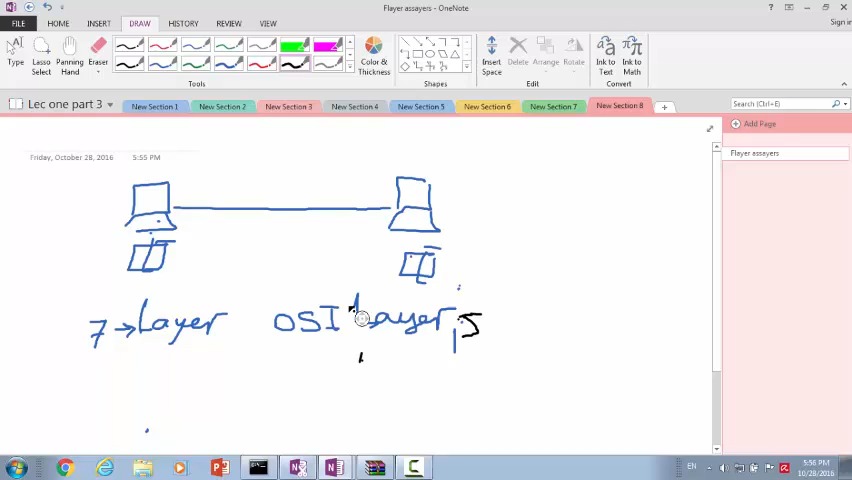 Flayer assayers - OneNote
Sign in
FILE HOME INSERT DRAW HISTORY REVIEW VIEW
Type Lasso Select Panning Hand Eraser Color & Thickness Insert Space Delete Arrange Rotate Ink to Text Ink to Math
Tools Shapes Edit Convert
Lec one part 3 New Section 1 New Section 2 New Section 3 New Section 4 New Section 5 New Section 6 New Section 7 New Section 8 Search (Ctrl+E)
Add Page
Flayer assayers
Friday, October 28, 2016 5:55 PM
7 → Layer OSI Layers
EN 5:56 PM
10/28/2016